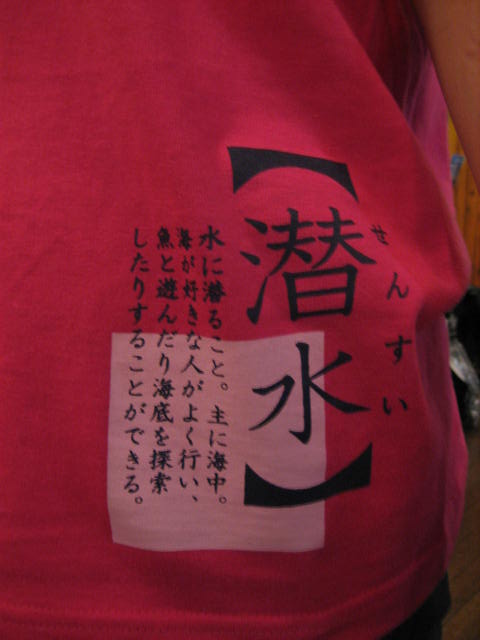 【潜水】
せんすい
水に潜ること。主に海中。
海が好きな人がよく行い、
魚と遊んだり海底を探索
したりすることができる。